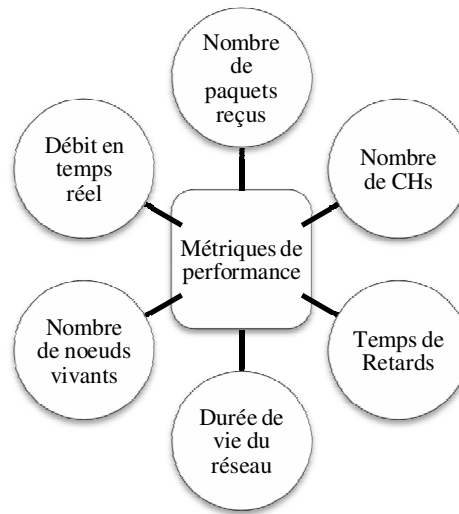 Nombre
de
paquets
reçus
Débit en
temps
réel
Nombre
de CHs
Métriques de
performance
Nombre
de noeuds
vivants
Temps de
Retards
Durée de
vie du
réseau